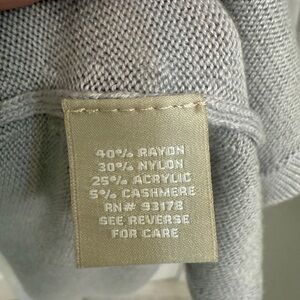 40% RAYON
30% NYLON
25% ACRYLIC
5% CASHMERE
RN# 93178
SEE REVERSE
FOR CARE